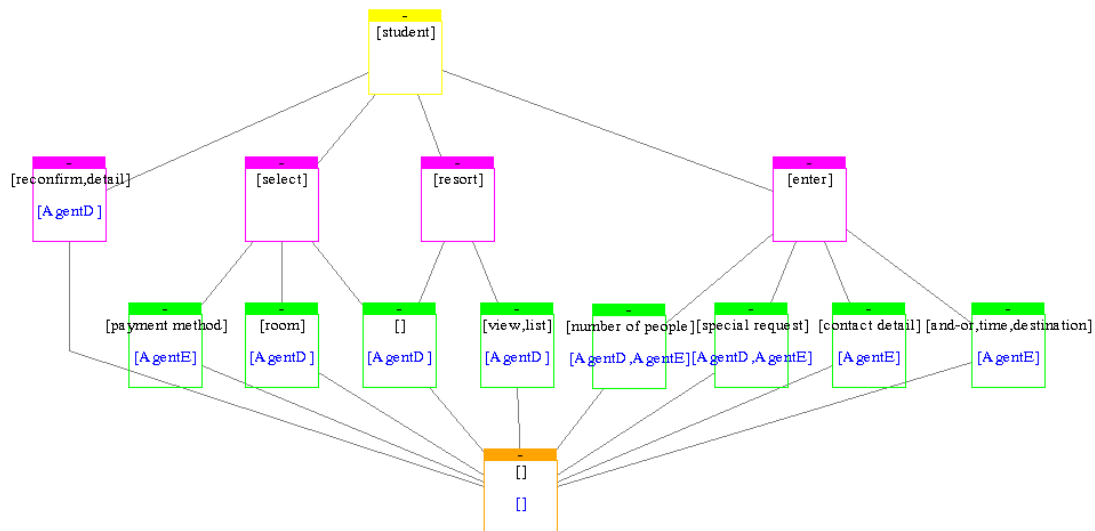 -
[student]
-
[reconfirm,detail]
[AgentD]
-
[select]
-
[resort]
-
[enter]
-
[payment method]
[AgentE]
-
[room]
[AgentD]
-
[]
[AgentD]
-
[view,list]
[AgentD]
-
[number of people]
[AgentD,AgentE]
-
[special request]
[AgentD,AgentE]
-
[contact detail]
[AgentE]
-
[and-or,time,destination]
[AgentE]
-
[]
[]